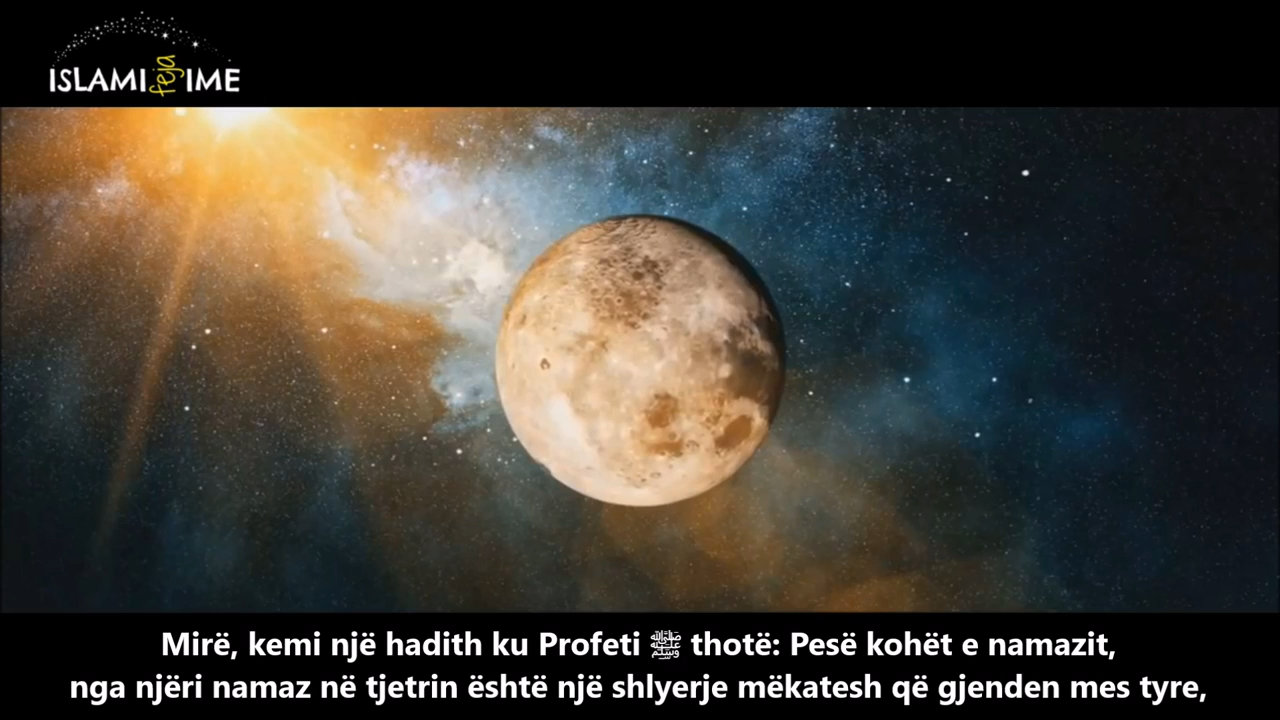 ISLAMI feja IME
Mirë, kemi një hadith ku Profeti ﷺ thotë: Pesë kohët e namazit,
nga njëri namaz në tjetrin është një shlyerje mëkatesh që gjenden mes tyre,